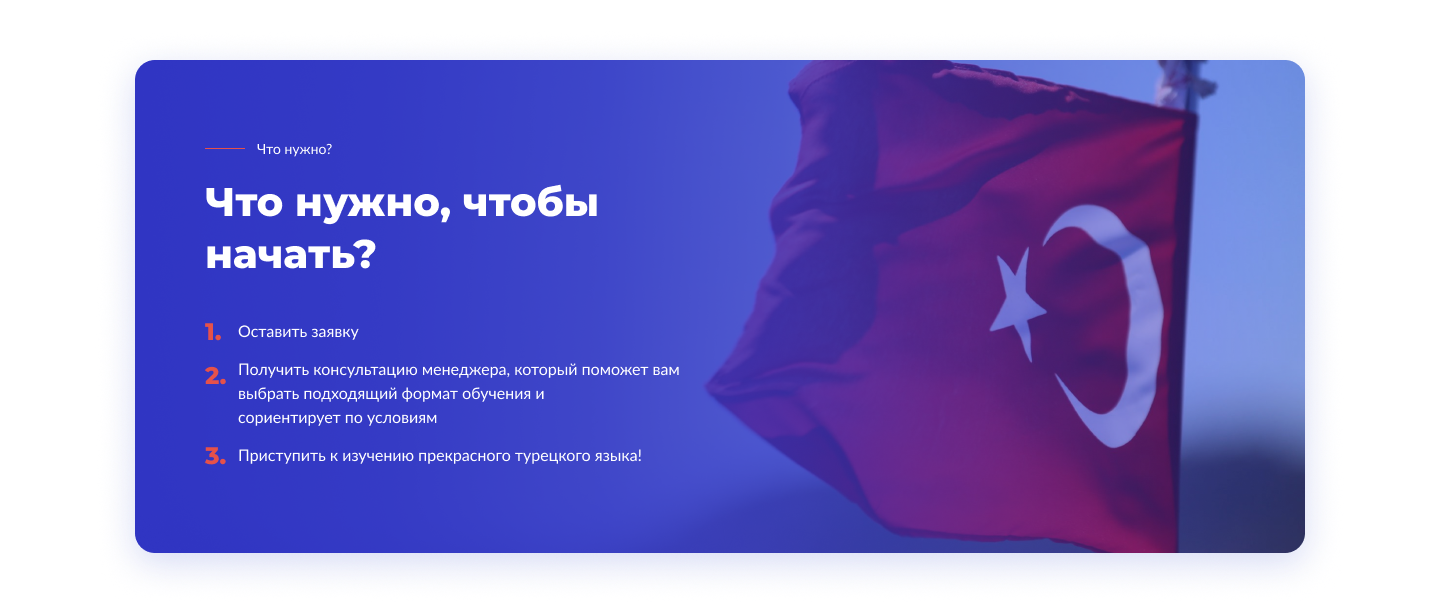 Что нужно?
Что нужно, чтобы
начать?
1. Оставить заявку
2. Получить консультацию менеджера, который поможет вам
выбрать подходящий формат обучения и
сориентирует по условиям
3. Приступить к изучению прекрасного турецкого языка!